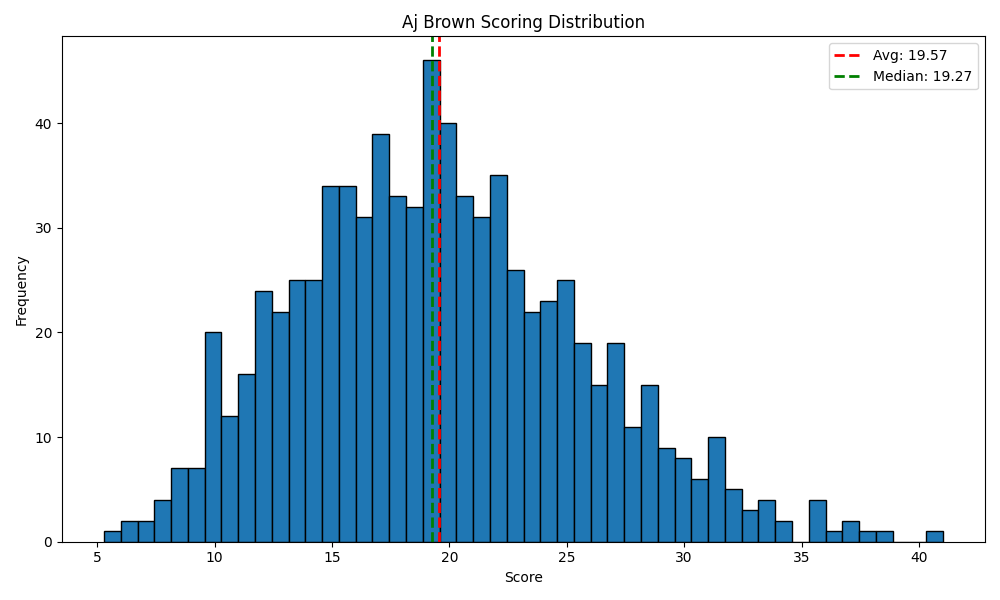 Aj Brown Scoring Distribution
Avg: 19.57
Median: 19.27
Frequency
40
30
20
10
0
5 10 15 20 25 30 35 40
Score